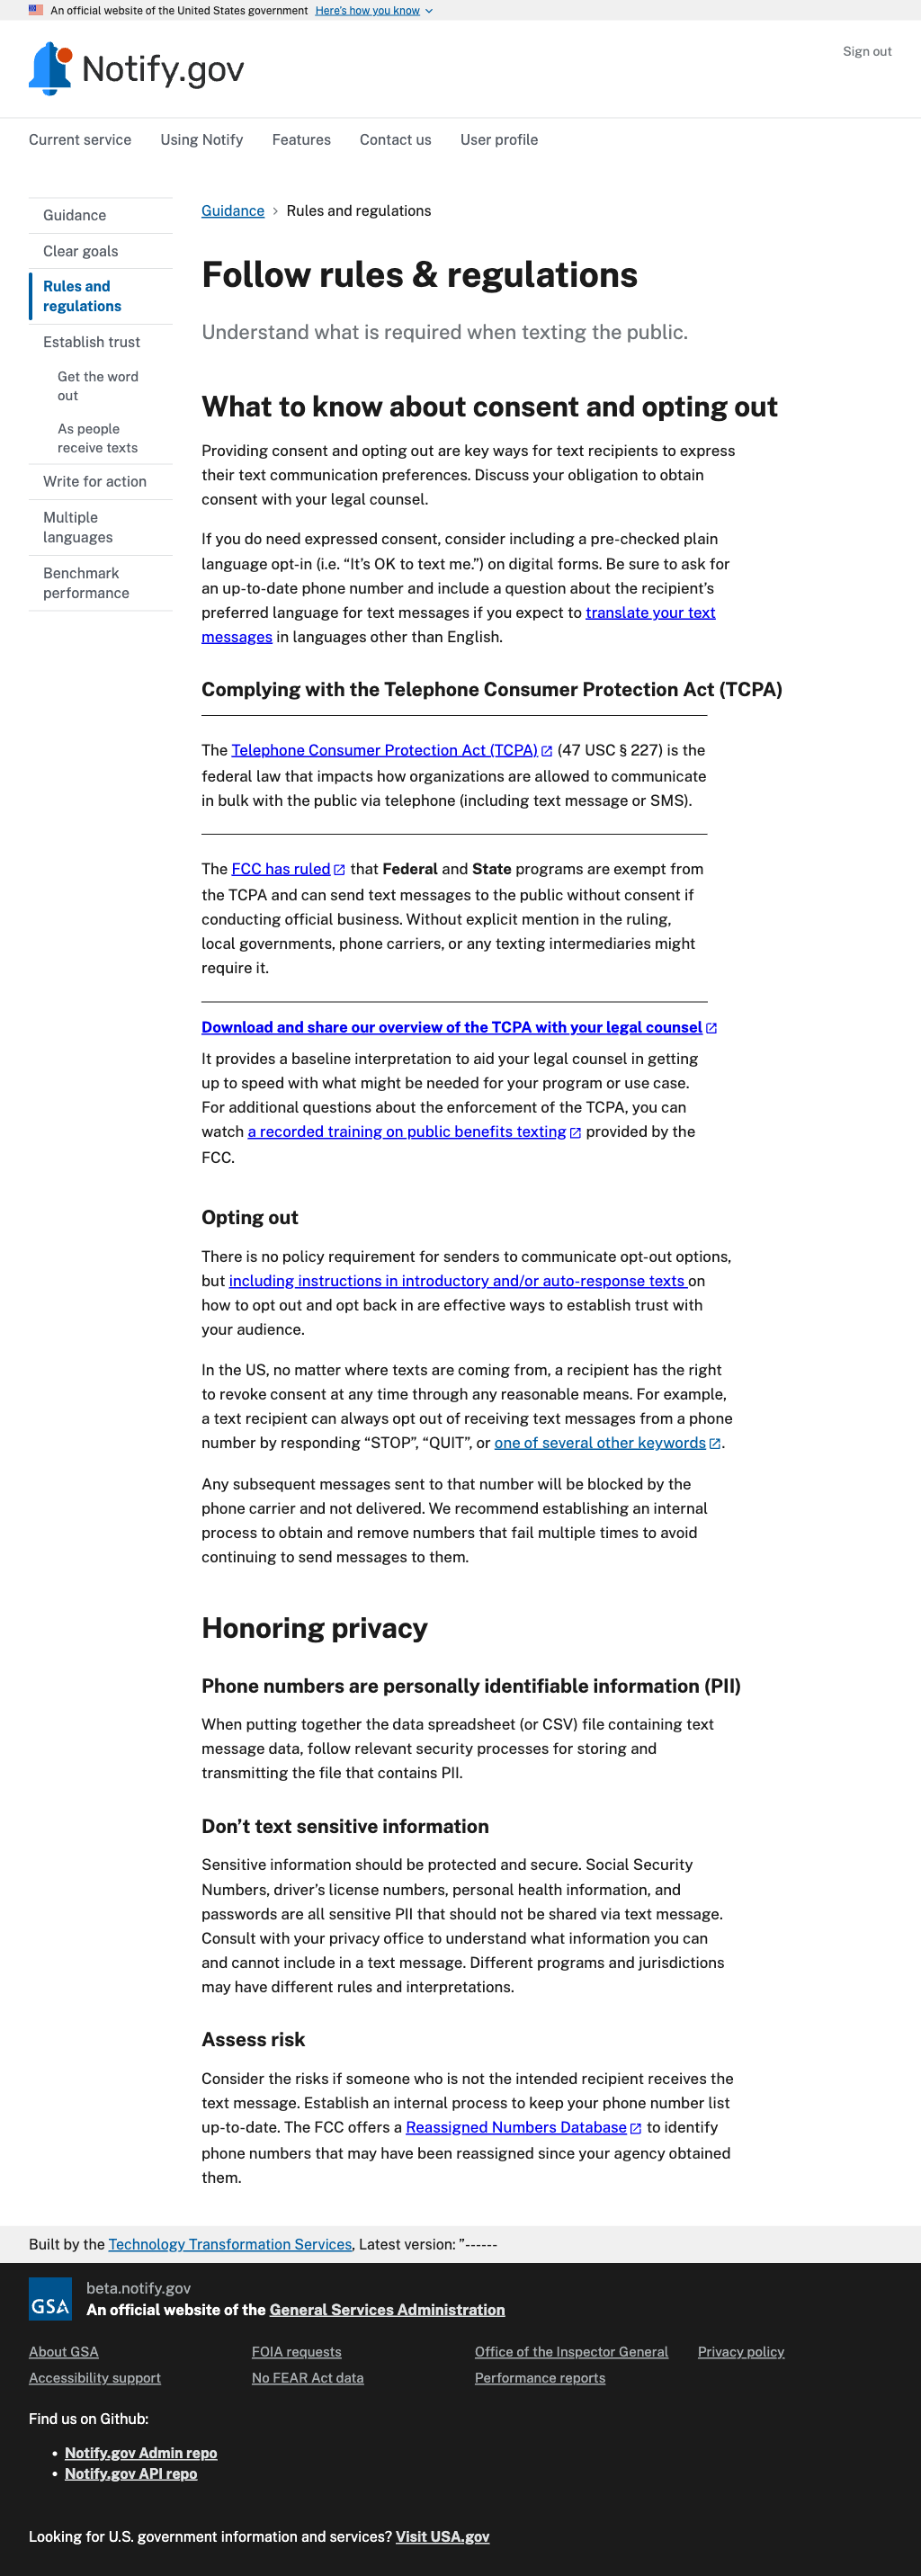 An official website of the United States government Here's how you know
Notify.gov
Sign out
Current service Using Notify Features Contact us User profile
Guidance
Clear goals
Rules and
regulations
Establish trust
Get the word
out
As people
receive texts
Write for action
Multiple
languages
Benchmark
performance
Guidance > Rules and regulations
Follow rules & regulations
Understand what is required when texting the public.
What to know about consent and opting out
Providing consent and opting out are key ways for text recipients to express
their text communication preferences. Discuss your obligation to obtain
consent with your legal counsel.
If you do need expressed consent, consider including a pre-checked plain
language opt-in (i.e. “It’s OK to text me.”) on digital forms. Be sure to ask for
an up-to-date phone number and include a question about the recipient’s
preferred language for text messages if you expect to translate your text
messages in languages other than English.
Complying with the Telephone Consumer Protection Act (TCPA)
The Telephone Consumer Protection Act (TCPA) (47 USC § 227) is the
federal law that impacts how organizations are allowed to communicate
in bulk with the public via telephone (including text message or SMS).
The FCC has ruled that Federal and State programs are exempt from
the TCPA and can send text messages to the public without consent if
conducting official business. Without explicit mention in the ruling,
local governments, phone carriers, or any texting intermediaries might
require it.
Download and share our overview of the TCPA with your legal counsel
It provides a baseline interpretation to aid your legal counsel in getting
up to speed with what might be needed for your program or use case.
For additional questions about the enforcement of the TCPA, you can
watch a recorded training on public benefits texting provided by the
FCC.
Opting out
There is no policy requirement for senders to communicate opt-out options,
but including instructions in introductory and/or auto-response texts on
how to opt out and opt back in are effective ways to establish trust with
your audience.
In the US, no matter where texts are coming from, a recipient has the right
to revoke consent at any time through any reasonable means. For example,
a text recipient can always opt out of receiving text messages from a phone
number by responding “STOP”, “QUIT”, or one of several other keywords.
Any subsequent messages sent to that number will be blocked by the
phone carrier and not delivered. We recommend establishing an internal
process to obtain and remove numbers that fail multiple times to avoid
continuing to send messages to them.
Honoring privacy
Phone numbers are personally identifiable information (PII)
When putting together the data spreadsheet (or CSV) file containing text
message data, follow relevant security processes for storing and
transmitting the file that contains PII.
Don’t text sensitive information
Sensitive information should be protected and secure. Social Security
Numbers, driver’s license numbers, personal health information, and
passwords are all sensitive PII that should not be shared via text message.
Consult with your privacy office to understand what information you can
and cannot include in a text message. Different programs and jurisdictions
may have different rules and interpretations.
Assess risk
Consider the risks if someone who is not the intended recipient receives the
text message. Establish an internal process to keep your phone number list
up-to-date. The FCC offers a Reassigned Numbers Database to identify
phone numbers that may have been reassigned since your agency obtained
them.
Built by the Technology Transformation Services, Latest version: "------
GSA
beta.notify.gov
An official website of the General Services Administration
About GSA FOIA requests Office of the Inspector General Privacy policy
Accessibility support No FEAR Act data Performance reports
Find us on Github:
• Notify.gov Admin repo
• Notify.gov API repo
Looking for U.S. government information and services? Visit USA.gov